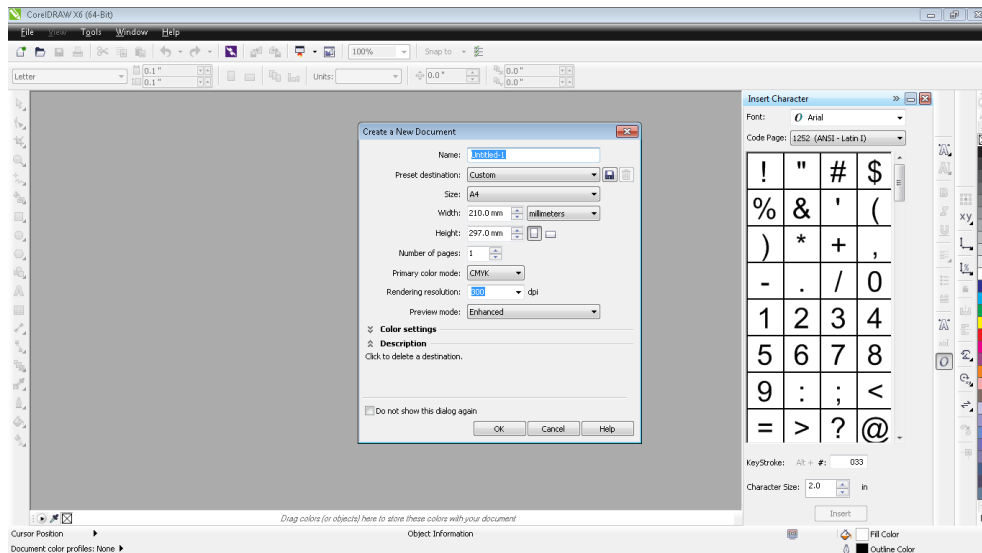 CorelDRAW X6 (64-Bit)
File View Tools Window Help
100% Snap to
Letter 0.1 " 0.1 " Units: 0.0 " 0.0 " 0.0 "
Create a New Document
Name: Untitled-1
Preset destination: Custom
Size: A4
Width: 210.0 mm millimeters
Height: 297.0 mm
Number of pages: 1
Primary color mode: CMYK
Rendering resolution: 300 dpi
Preview mode: Enhanced
Color settings
Description
Click to delete a destination.
Do not show this dialog again
OK Cancel Help
Insert Character
Font: O Arial
Code Page: 1252 (ANSI - Latin I)
! " # $
% & ' (
) * + ,
- . / 0
1 2 3 4
5 6 7 8
9 : ; <
= > ? @
KeyStroke: Alt + #: 033
Character Size: 2.0 in
Insert
Drag colors (or objects) here to store these colors with your document
Cursor Position Object Information Fill Color
Document color profiles: None Outline Color